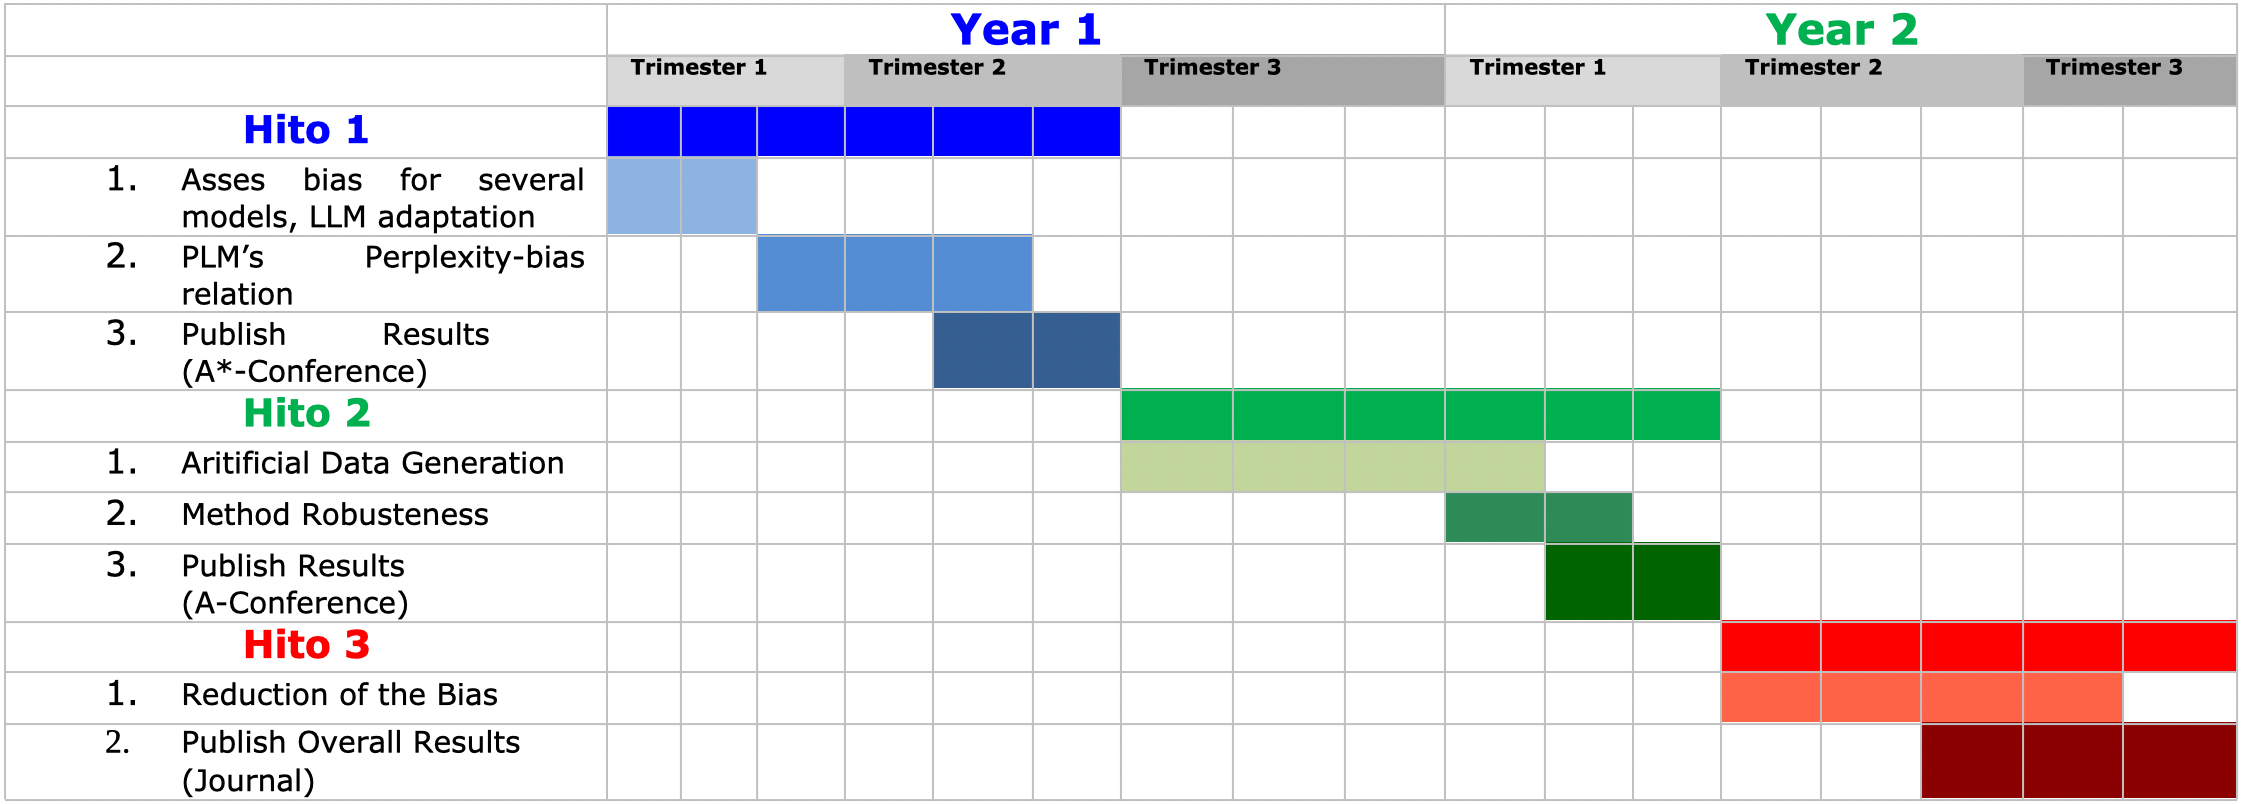 Year 1 Year 2
Trimester 1 Trimester 2 Trimester 3 Trimester 1 Trimester 2 Trimester 3
Hito 1
1. Asses bias for several
models, LLM adaptation
2. PLM’s Perplexity-bias
relation
3. Publish Results
(A*-Conference)
Hito 2
1. Aritificial Data Generation
2. Method Robusteness
3. Publish Results
(A-Conference)
Hito 3
1. Reduction of the Bias
2. Publish Overall Results
(Journal)